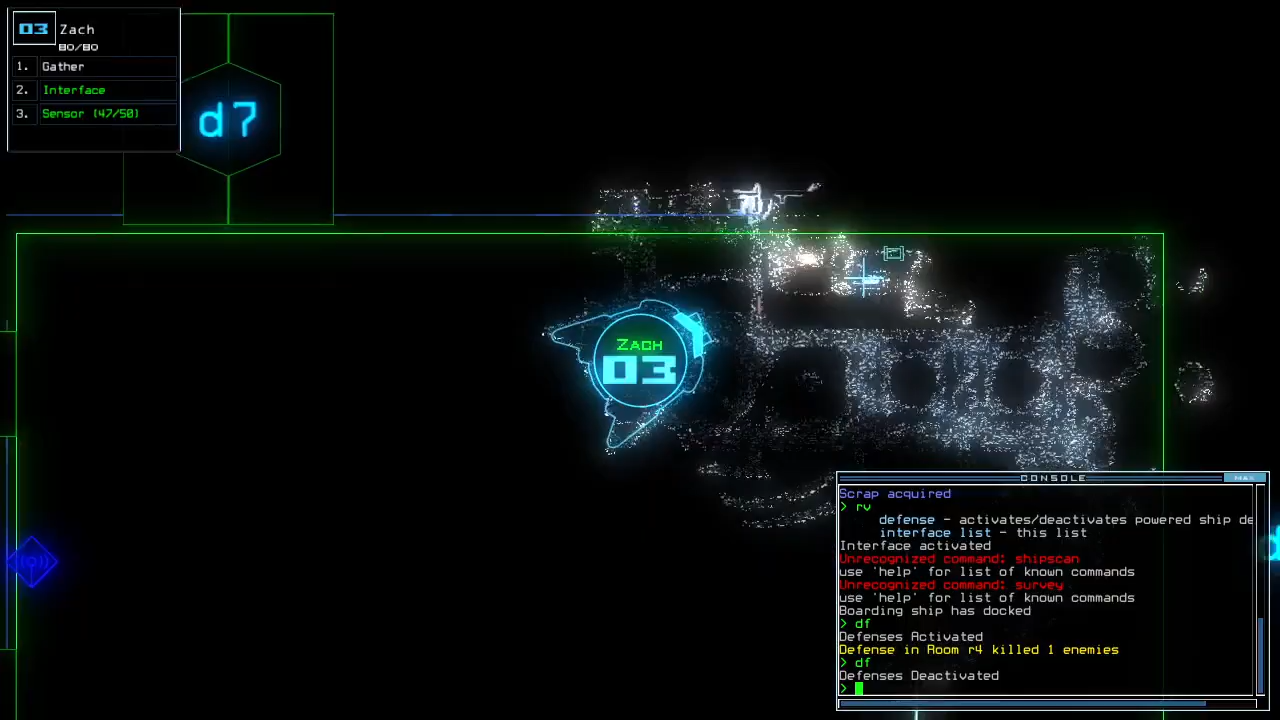 03 Zach
80/80
1. Gather
2. Interface
3. Sensor (47/50)
d7
Zach
03
CONSOLE
MAX
Scrap acquired
> rv
defense - activates/deactivates powered ship de
interface list - this list
Interface activated
Unrecognized command: shipscan
use 'help' for list of known commands
Unrecognized command: survey
use 'help' for list of known commands
Boarding ship has docked
> df
Defenses Activated
Defense in Room r4 killed 1 enemies
> df
Defenses Deactivated
>